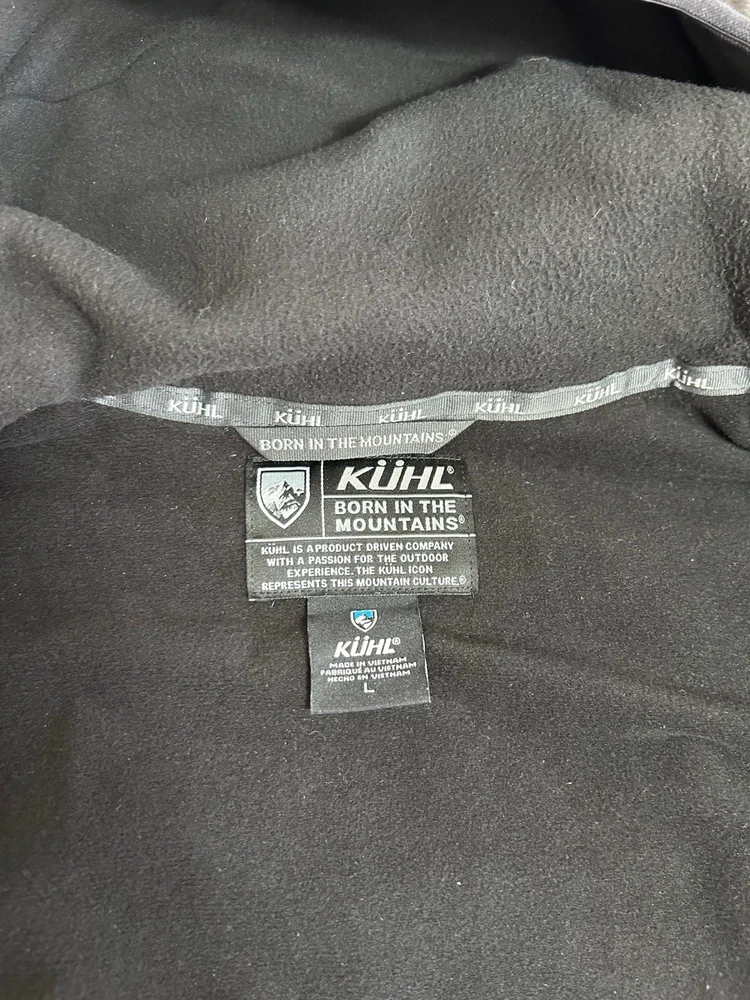 KÜHL KÜHL KÜHL KÜHL KÜHL KÜHL
BORN IN THE MOUNTAINS®
KÜHL®
BORN IN THE
MOUNTAINS®
KÜHL IS A PRODUCT DRIVEN COMPANY
WITH A PASSION FOR THE OUTDOOR
EXPERIENCE. THE KÜHL ICON
REPRESENTS THIS MOUNTAIN CULTURE.®
KÜHL®
MADE IN VIETNAM
FABRIQUÉ AU VIETNAM
HECHO EN VIETNAM
L